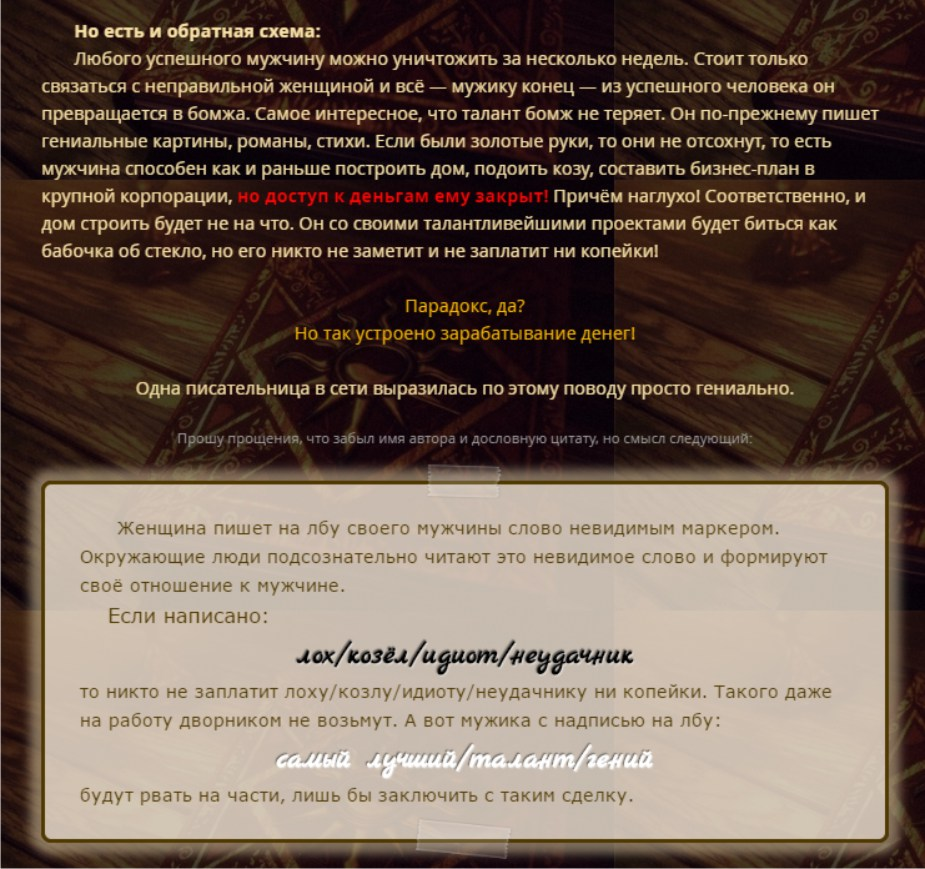 Но есть и обратная схема:
Любого успешного мужчину можно уничтожить за несколько недель. Стоит только
связаться с неправильной женщиной и всё — мужику конец — из успешного человека он
превращается в бомжа. Самое интересное, что талант бомж не теряет. Он по-прежнему пишет
гениальные картины, романы, стихи. Если были золотые руки, то они не отсохнут, то есть
мужчина способен как и раньше построить дом, подоить козу, составить бизнес-план в
крупной корпорации, но доступ к деньгам ему закрыт! Причём наглухо! Соответственно, и
дом строить будет не на что. Он со своими талантливейшими проектами будет биться как
бабочка об стекло, но его никто не заметит и не заплатит ни копейки!
Парадокс, да?
Но так устроено зарабатывание денег!
Одна писательница в сети выразилась по этому поводу просто гениально.
Прошу прощения, что забыл имя автора и дословную цитату, но смысл следующий:
Женщина пишет на лбу своего мужчины слово невидимым маркером.
Окружающие люди подсознательно читают это невидимое слово и формируют
своё отношение к мужчине.
Если написано:
лох/козёл/идиот/неудачник
то никто не заплатит лоху/козлу/идиоту/неудачнику ни копейки. Такого даже
на работу дворником не возьмут. А вот мужика с надписью на лбу:
самый лучший/талант/гений
будут рвать на части, лишь бы заключить с таким сделку.